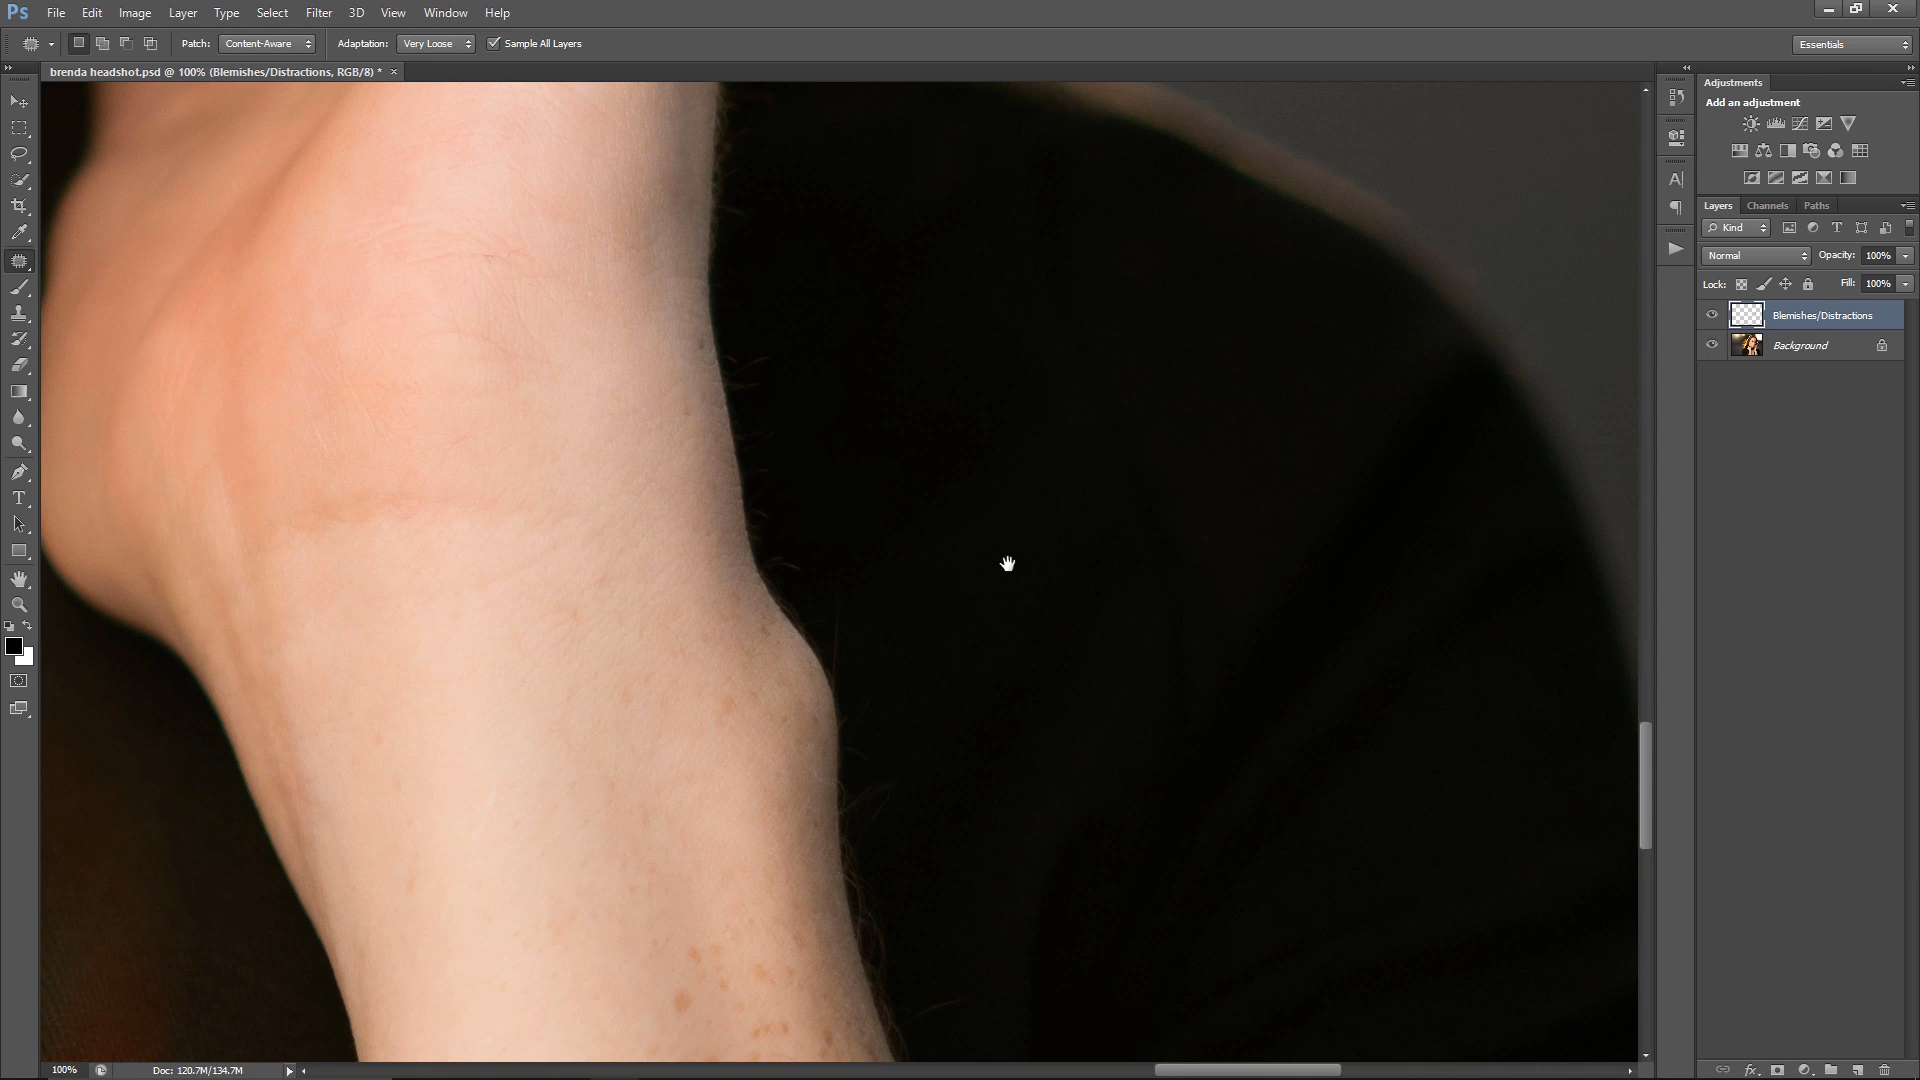 Ps File Edit Image Layer Type Select Filter 3D View Window Help
Patch: Content-Aware Adaptation: Very Loose Sample All Layers Essentials
brenda headshot.psd @ 100% (Blemishes/Distractions, RGB/8) * ×
Adjustments
Add an adjustment
Layers Channels Paths
Kind
Normal Opacity: 100%
Lock: Fill: 100%
Blemishes/Distractions
Background
100% Doc: 120.7M/134.7M